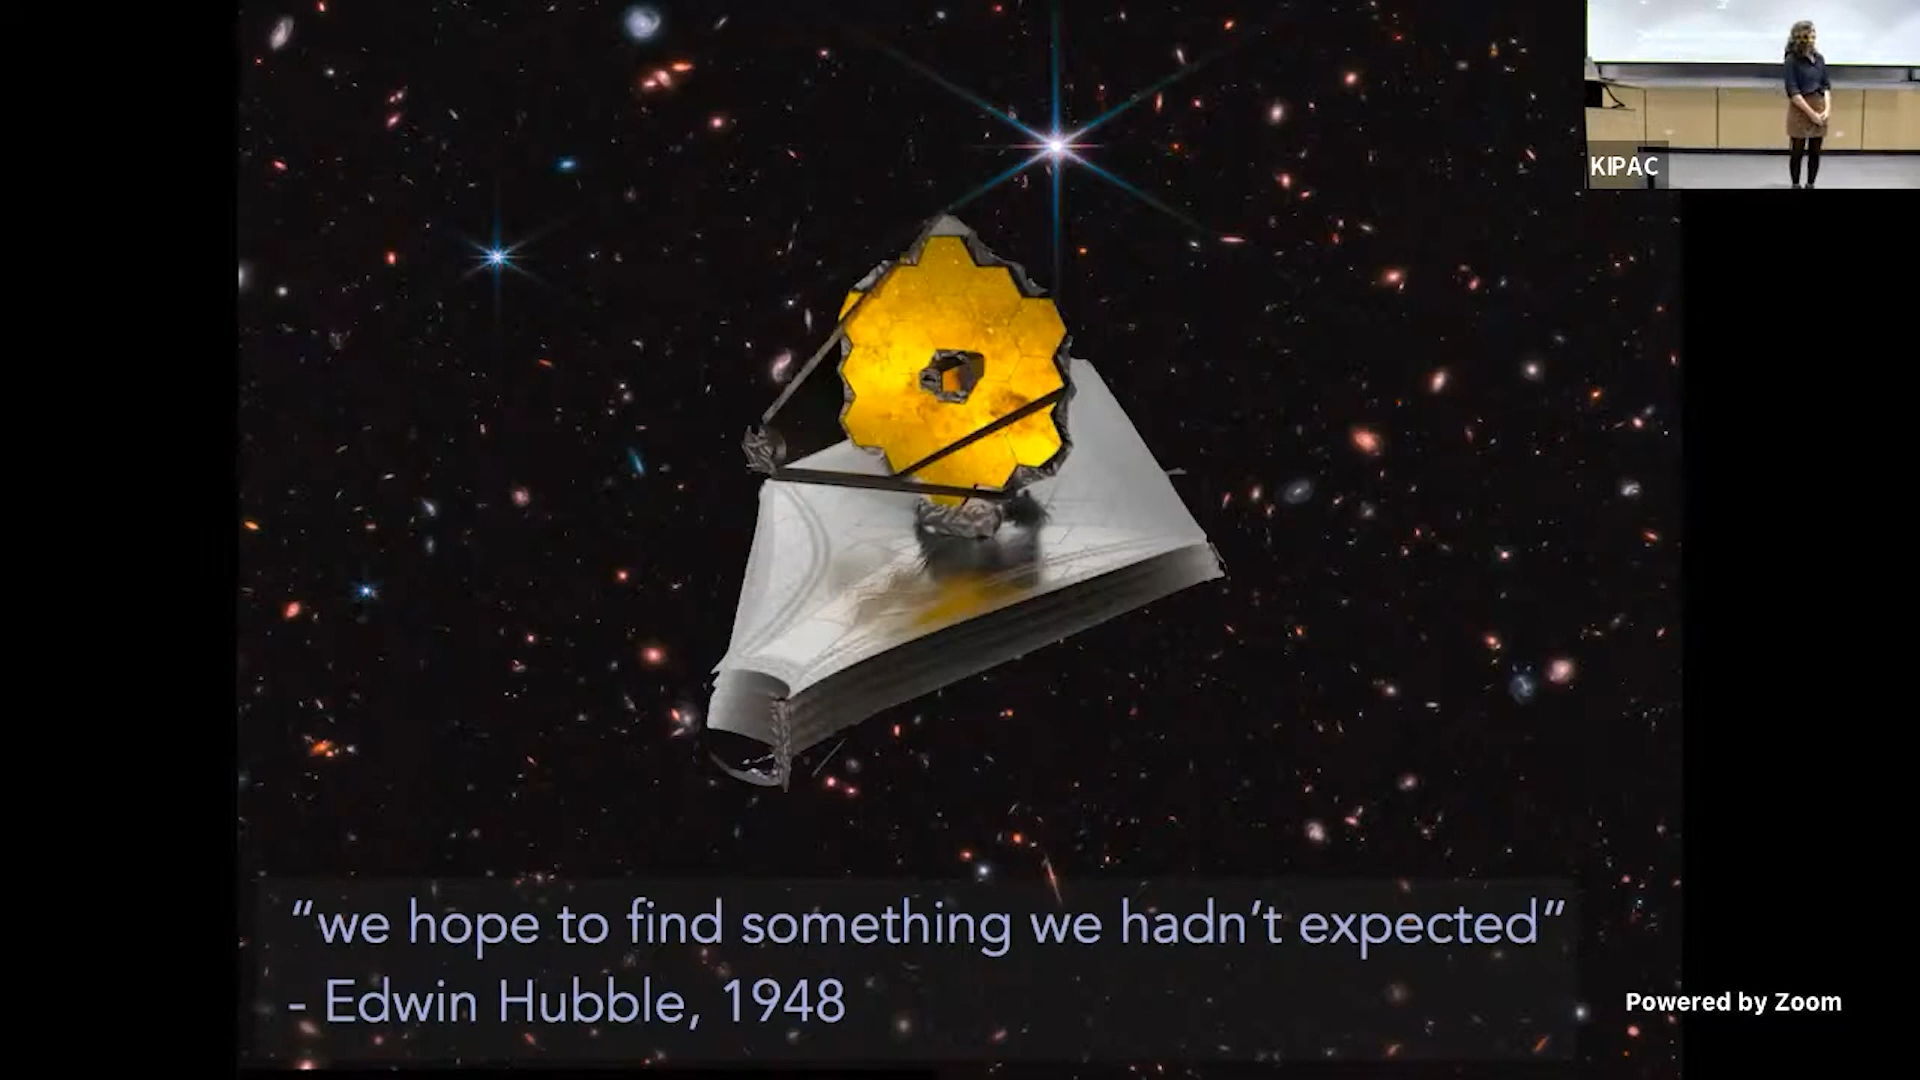 KIPAC
“we hope to find something we hadn’t expected”
- Edwin Hubble, 1948
Powered by Zoom